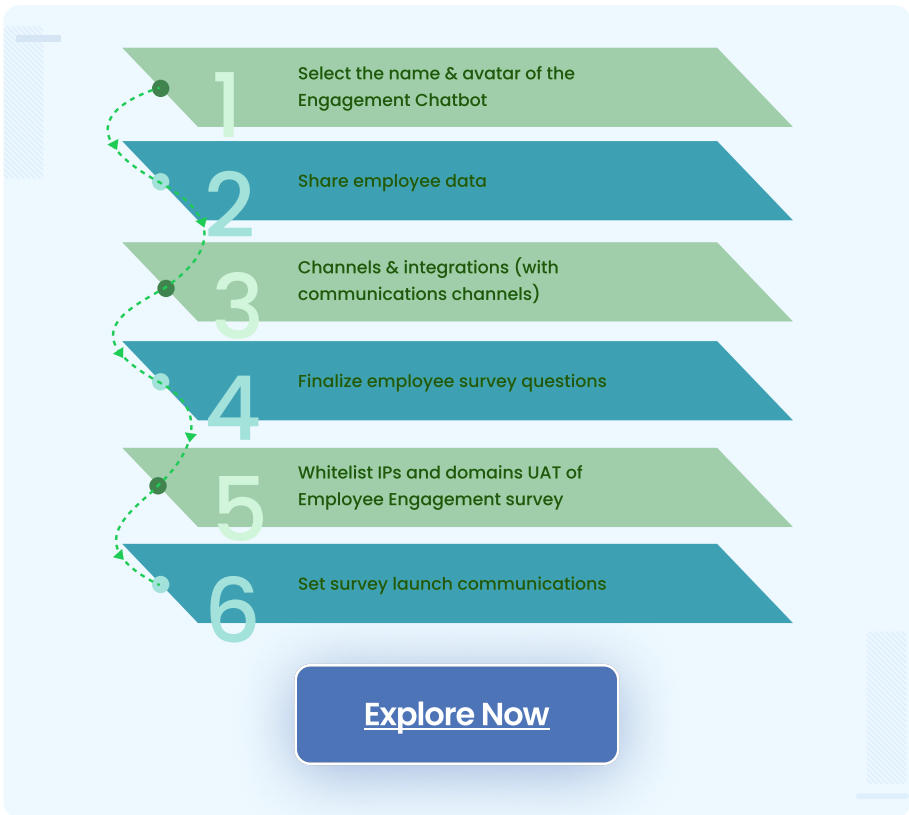 1
Select the name & avatar of the
Engagement Chatbot
2
Share employee data
3
Channels & integrations (with
communications channels)
4
Finalize employee survey questions
5
Whitelist IPs and domains UAT of
Employee Engagement survey
6
Set survey launch communications
Explore Now